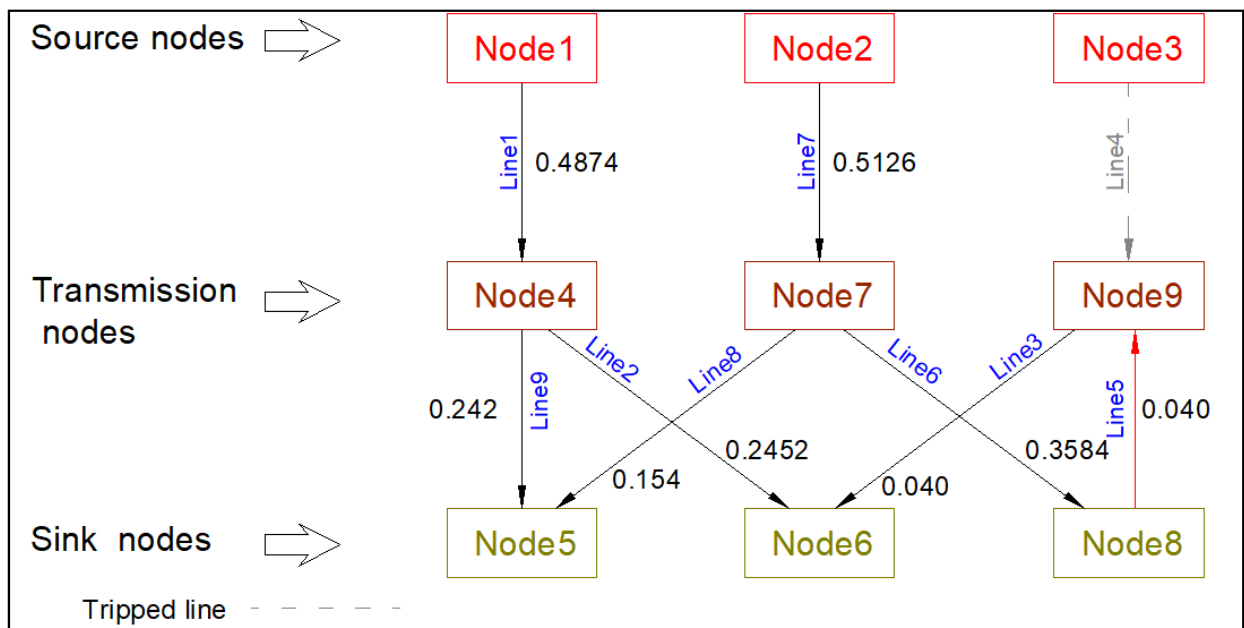 Source nodes
Node1
Node2
Node3
Line1
0.4874
Line7
0.5126
Line4
Transmission
nodes
Node4
Node7
Node9
0.242
Line9
Line2
0.2452
Line8
0.154
Line6
0.3584
Line3
0.040
Line5
0.040
Sink nodes
Node5
Node6
Node8
Tripped line